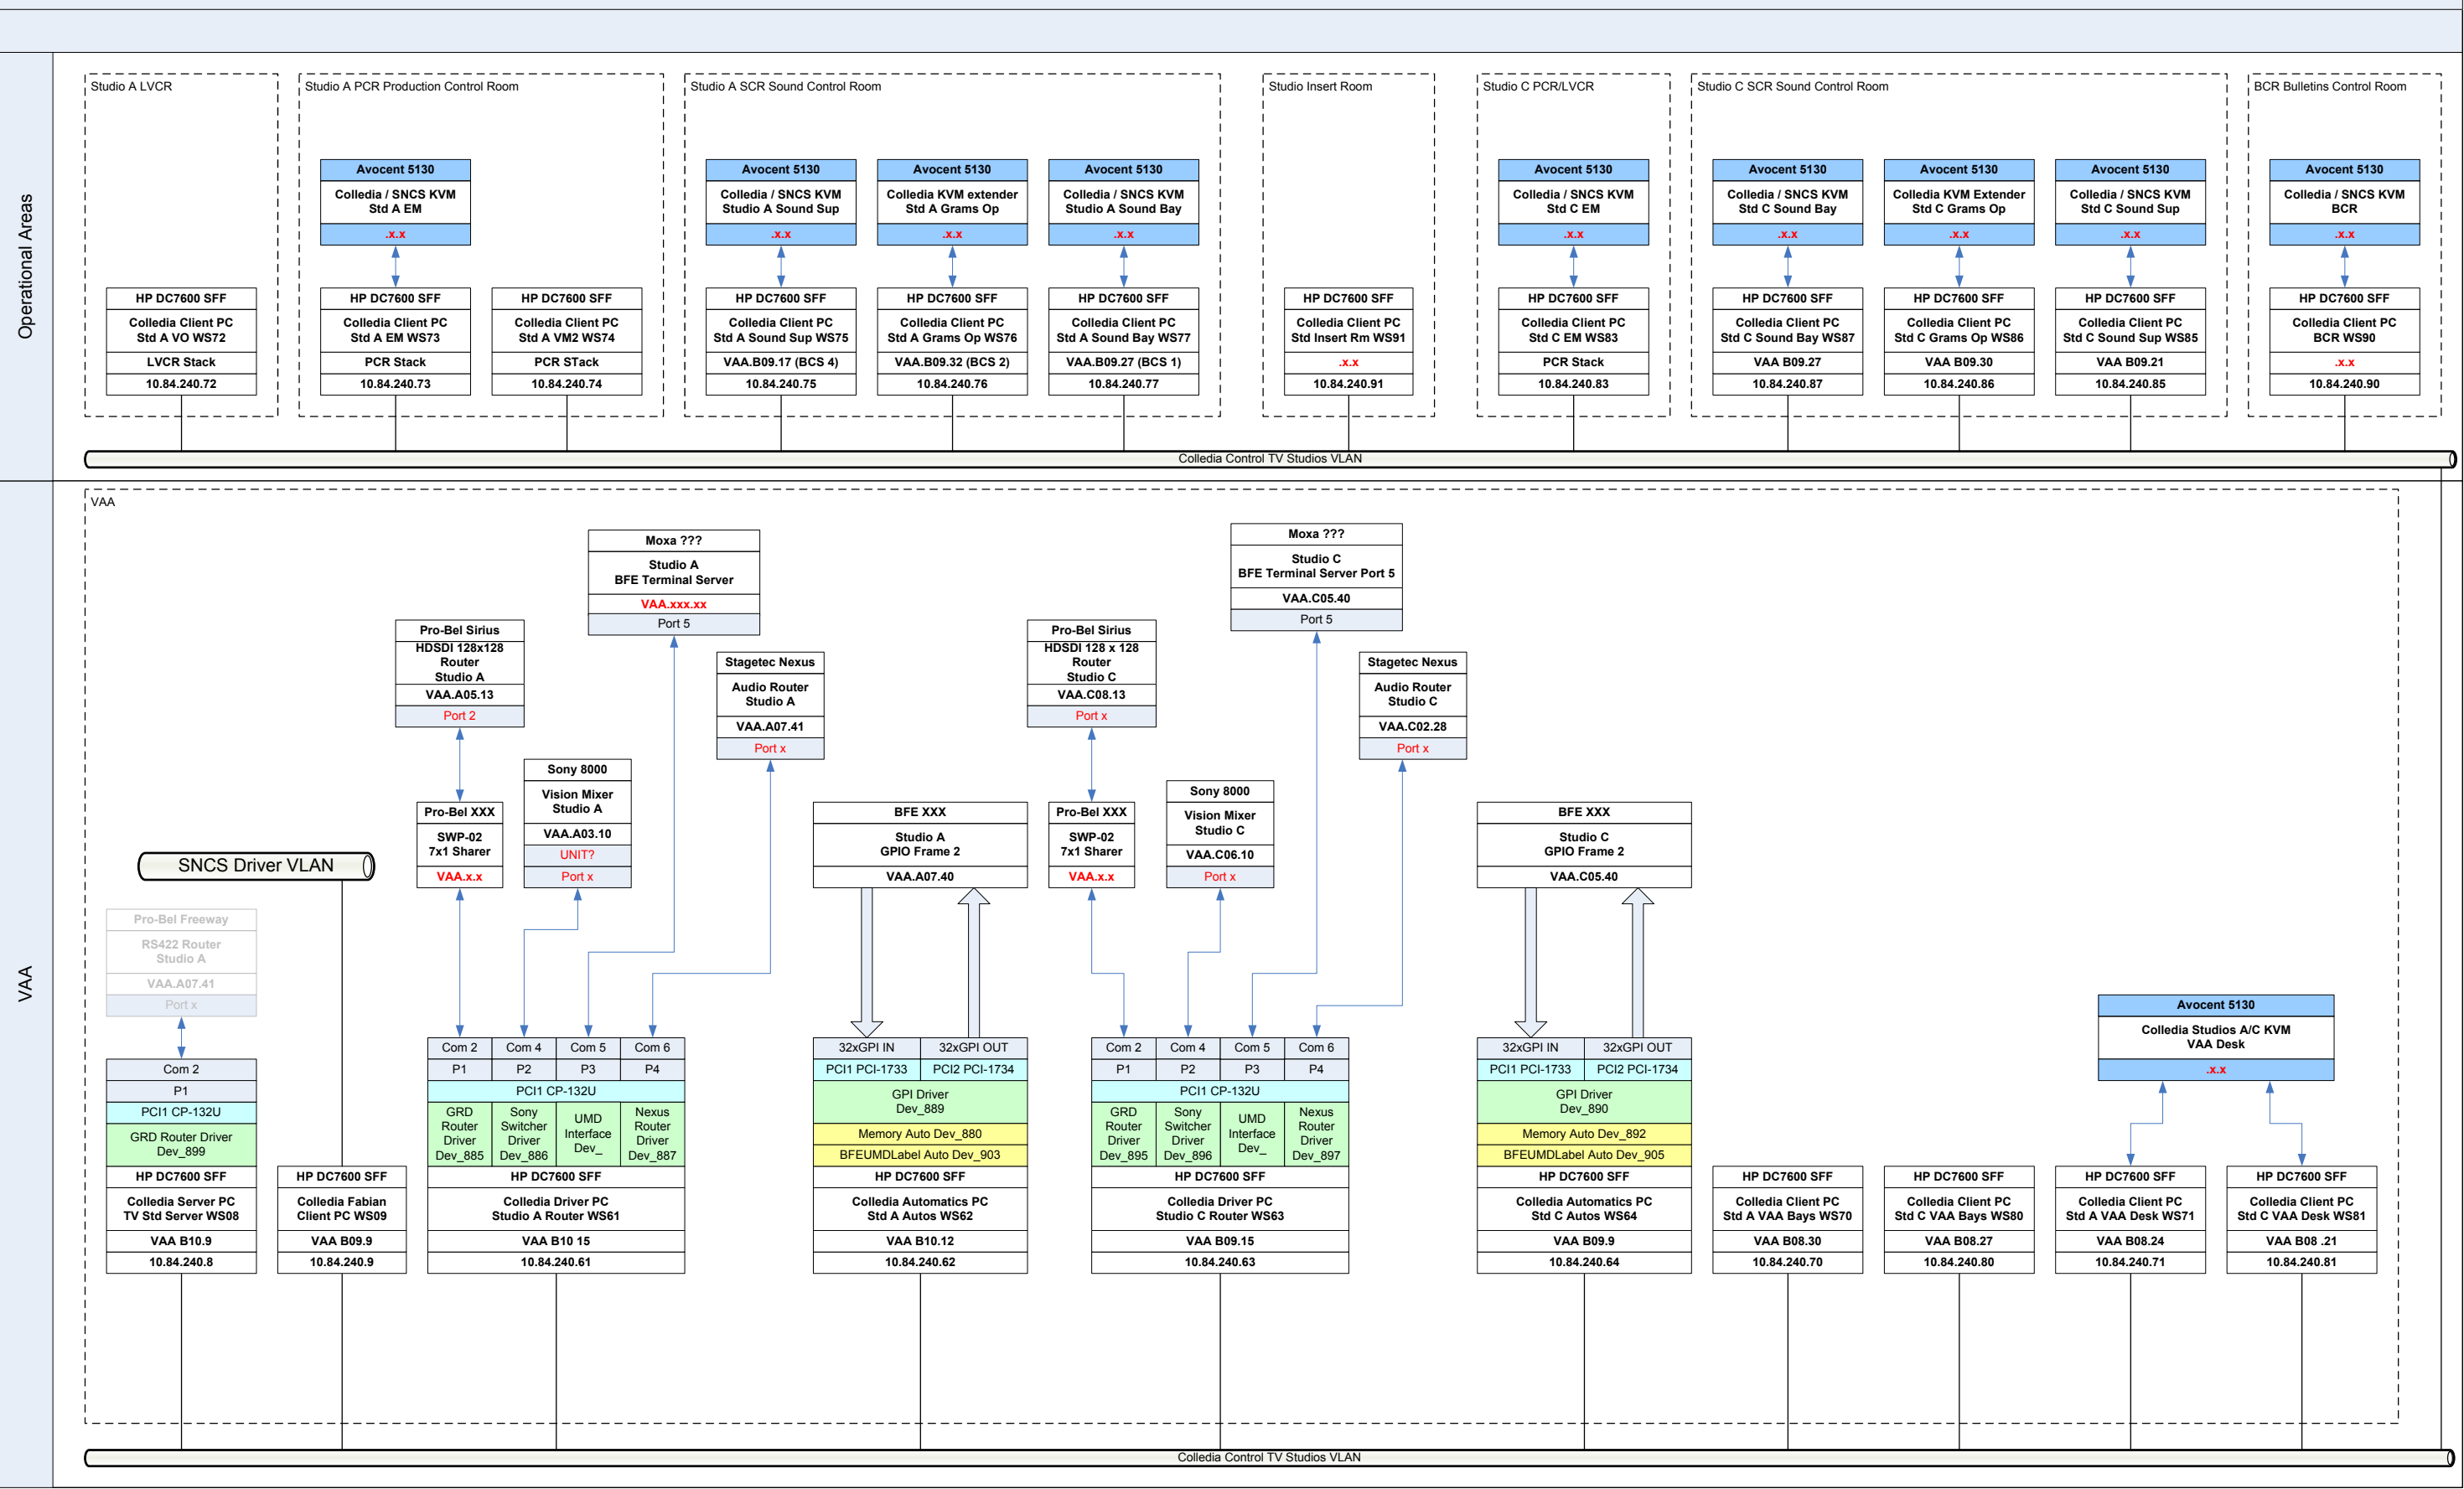 Operational Areas
Studio A LVCR
HP DC7600 SFF
Colledia Client PC
Std A VO WS72
LVCR Stack
10.84.240.72
Studio A PCR Production Control Room
Avocent 5130
Colledia / SNCS KVM
Std A EM
.x.x
HP DC7600 SFF
Colledia Client PC
Std A EM WS73
PCR Stack
10.84.240.73
HP DC7600 SFF
Colledia Client PC
Std A VM2 WS74
PCR STack
10.84.240.74
Studio A SCR Sound Control Room
Avocent 5130
Colledia / SNCS KVM
Studio A Sound Sup
.x.x
HP DC7600 SFF
Colledia Client PC
Std A Sound Sup WS75
VAA.B09.17 (BCS 4)
10.84.240.75
Avocent 5130
Colledia KVM extender
Std A Grams Op
.x.x
HP DC7600 SFF
Colledia Client PC
Std A Grams Op WS76
VAA.B09.32 (BCS 2)
10.84.240.76
Avocent 5130
Colledia / SNCS KVM
Studio A Sound Bay
.x.x
HP DC7600 SFF
Colledia Client PC
Std A Sound Bay WS77
VAA.B09.27 (BCS 1)
10.84.240.77
Studio Insert Room
HP DC7600 SFF
Colledia Client PC
Std Insert Rm WS91
.x.x
10.84.240.91
Studio C PCR/LVCR
Avocent 5130
Colledia / SNCS KVM
Std C EM
.x.x
HP DC7600 SFF
Colledia Client PC
Std C EM WS83
PCR Stack
10.84.240.83
Studio C SCR Sound Control Room
Avocent 5130
Colledia / SNCS KVM
Std C Sound Bay
.x.x
HP DC7600 SFF
Colledia Client PC
Std C Sound Bay WS87
VAA B09.27
10.84.240.87
Avocent 5130
Colledia KVM Extender
Std C Grams Op
.x.x
HP DC7600 SFF
Colledia Client PC
Std C Grams Op WS86
VAA B09.30
10.84.240.86
Avocent 5130
Colledia / SNCS KVM
Std C Sound Sup
.x.x
HP DC7600 SFF
Colledia Client PC
Std C Sound Sup WS85
VAA B09.21
10.84.240.85
BCR Bulletins Control Room
Avocent 5130
Colledia / SNCS KVM
BCR
.x.x
HP DC7600 SFF
Colledia Client PC
BCR WS90
.x.x
10.84.240.90
Colledia Control TV Studios VLAN
VAA
VAA
SNCS Driver VLAN
Pro-Bel Freeway
RS422 Router
Studio A
VAA.A07.41
Port x
Com 2
P1
PCI1 CP-132U
GRD Router Driver
Dev_899
HP DC7600 SFF
Colledia Server PC
TV Std Server WS08
VAA B10.9
10.84.240.8
HP DC7600 SFF
Colledia Fabian
Client PC WS09
VAA B09.9
10.84.240.9
Pro-Bel Sirius
HDSDI 128x128
Router
Studio A
VAA.A05.13
Port 2
Pro-Bel XXX
SWP-02
7x1 Sharer
VAA.x.x
Sony 8000
Vision Mixer
Studio A
VAA.A03.10
UNIT?
Port x
Moxa ???
Studio A
BFE Terminal Server
VAA.xxx.xx
Port 5
Stagetec Nexus
Audio Router
Studio A
VAA.A07.41
Port x
Com 2
Com 4
Com 5
Com 6
P1
P2
P3
P4
PCI1 CP-132U
GRD
Router
Driver
Dev_885
Sony
Switcher
Driver
Dev_886
UMD
Interface
Dev_
Nexus
Router
Driver
Dev_887
HP DC7600 SFF
Colledia Driver PC
Studio A Router WS61
VAA B10 15
10.84.240.61
BFE XXX
Studio A
GPIO Frame 2
VAA.A07.40
32xGPI IN
32xGPI OUT
PCI1 PCI-1733
PCI2 PCI-1734
GPI Driver
Dev_889
Memory Auto Dev_880
BFEUMDLabel Auto Dev_903
HP DC7600 SFF
Colledia Automatics PC
Std A Autos WS62
VAA B10.12
10.84.240.62
Pro-Bel Sirius
HDSDI 128 x 128
Router
Studio C
VAA.C08.13
Port x
Pro-Bel XXX
SWP-02
7x1 Sharer
VAA.x.x
Sony 8000
Vision Mixer
Studio C
VAA.C06.10
Port x
Moxa ???
Studio C
BFE Terminal Server Port 5
VAA.C05.40
Port 5
Stagetec Nexus
Audio Router
Studio C
VAA.C02.28
Port x
Com 2
Com 4
Com 5
Com 6
P1
P2
P3
P4
PCI1 CP-132U
GRD
Router
Driver
Dev_895
Sony
Switcher
Driver
Dev_896
UMD
Interface
Dev_
Nexus
Router
Driver
Dev_897
HP DC7600 SFF
Colledia Driver PC
Studio C Router WS63
VAA B09.15
10.84.240.63
BFE XXX
Studio C
GPIO Frame 2
VAA.C05.40
32xGPI IN
32xGPI OUT
PCI1 PCI-1733
PCI2 PCI-1734
GPI Driver
Dev_890
Memory Auto Dev_892
BFEUMDLabel Auto Dev_905
HP DC7600 SFF
Colledia Automatics PC
Std C Autos WS64
VAA B09.9
10.84.240.64
HP DC7600 SFF
Colledia Client PC
Std A VAA Bays WS70
VAA B08.30
10.84.240.70
HP DC7600 SFF
Colledia Client PC
Std C VAA Bays WS80
VAA B08.27
10.84.240.80
Avocent 5130
Colledia Studios A/C KVM
VAA Desk
.x.x
HP DC7600 SFF
Colledia Client PC
Std A VAA Desk WS71
VAA B08.24
10.84.240.71
HP DC7600 SFF
Colledia Client PC
Std C VAA Desk WS81
VAA B08 .21
10.84.240.81
Colledia Control TV Studios VLAN